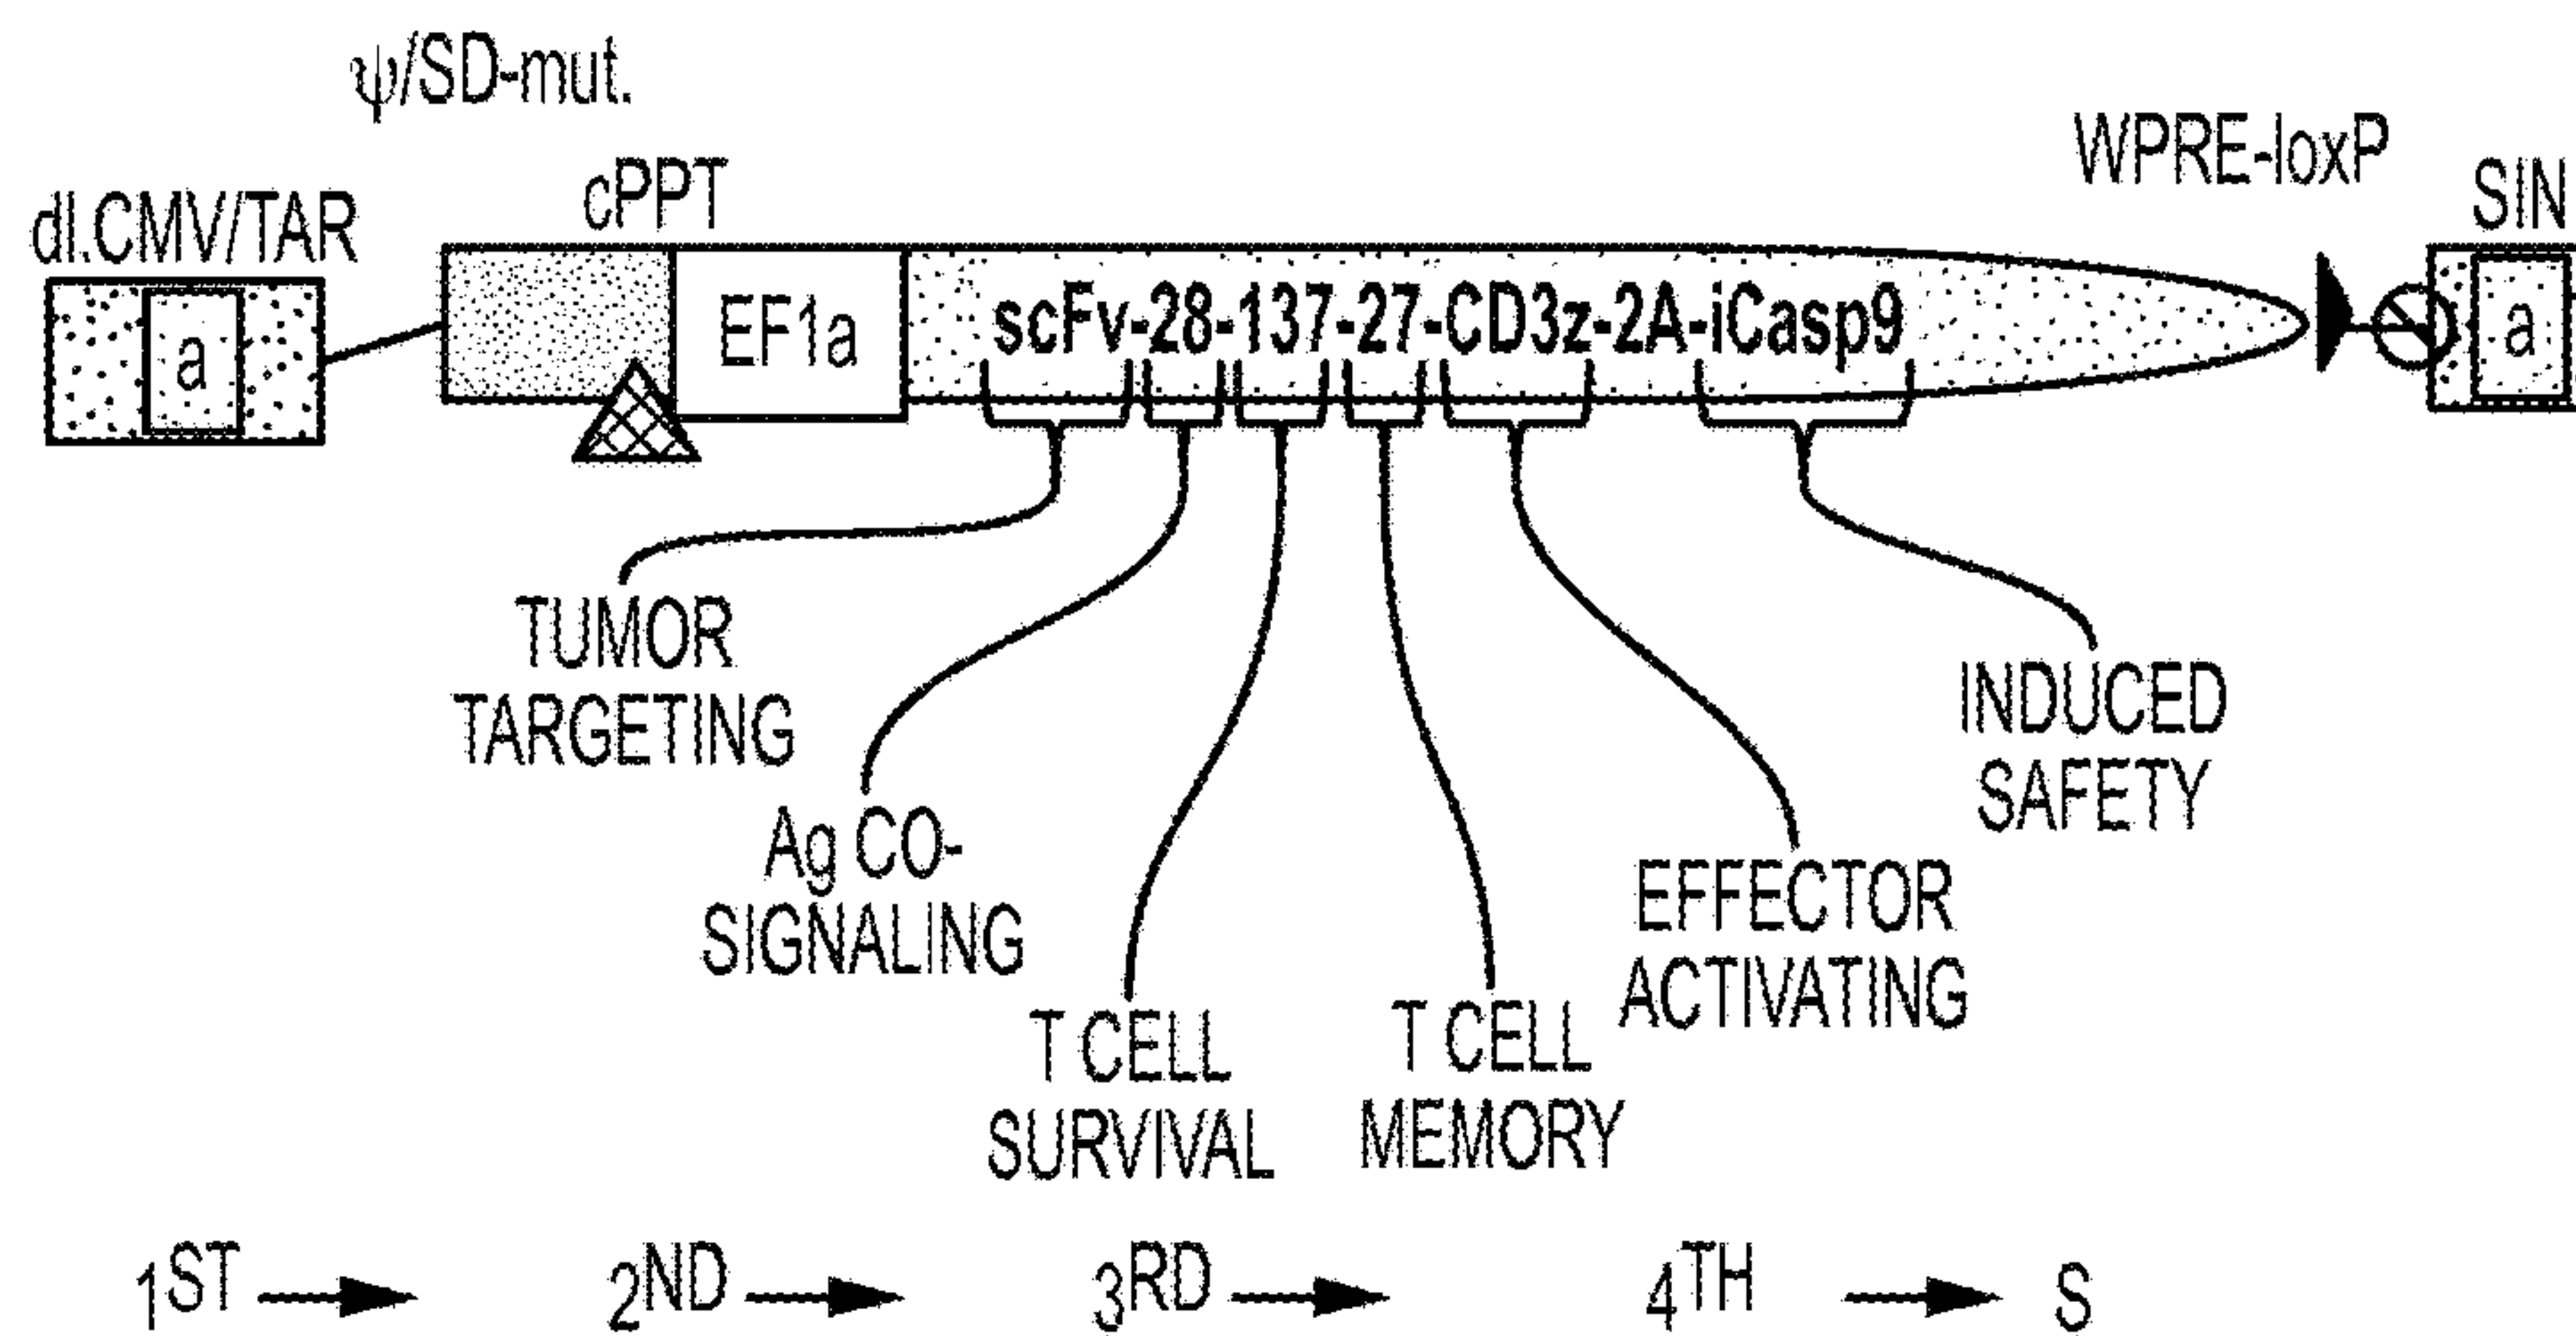 ψ/SD-mut.
dl.CMV/TAR
cPPT
WPRE-loxP
SIN
a
EF1a
scFv-28-137-27-CD3z-2A-iCasp9
a
TUMOR
TARGETING
Ag CO-
SIGNALING
T CELL
SURVIVAL
T CELL
MEMORY
EFFECTOR
ACTIVATING
INDUCED
SAFETY
1ST → 2ND → 3RD → 4TH → S